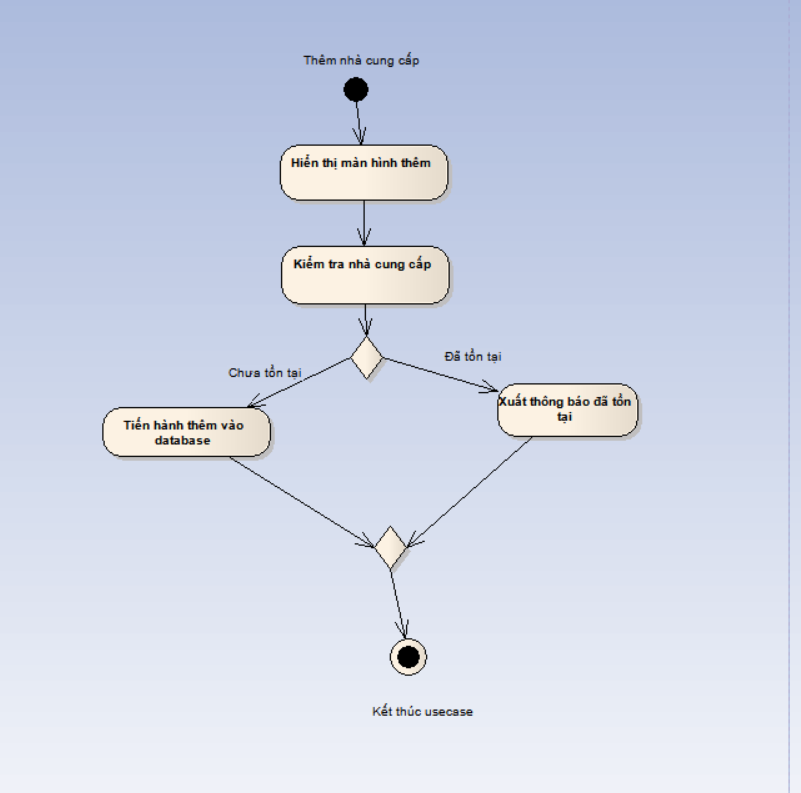 Thêm nhà cung cấp
Hiển thị màn hình thêm
Kiểm tra nhà cung cấp
Chưa tồn tại
Đã tồn tại
Tiến hành thêm vào
database
Xuất thông báo đã tồn
tại
Kết thúc usecase